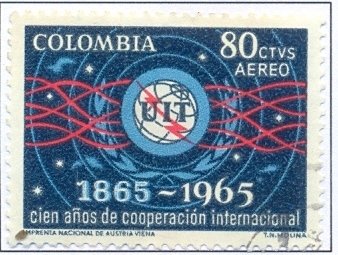 COLOMBIA 80 CTVS
AEREO
UIT
1865~1965
cien años de cooperación internacional
IMPRENTA NACIONAL DE AUSTRIA VIENA T.N. MOLINA